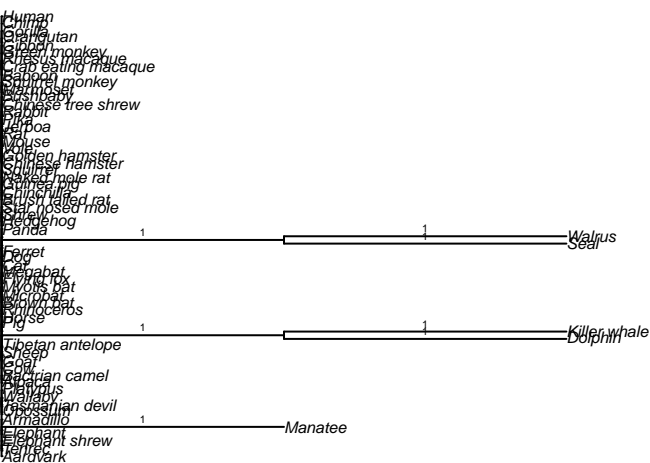 Human
Chimp
Gorilla
Orangutan
Gibbon
Green monkey
Rhesus macaque
Crab eating macaque
Baboon
Squirrel monkey
Marmoset
Bushbaby
Chinese tree shrew
Rabbit
Pika
Jerboa
Rat
Mouse
Vole
Golden hamster
Chinese hamster
Squirrel
Naked mole rat
Guinea pig
Chinchilla
Brush tailed rat
Star nosed mole
Shrew
Hedgehog
Panda
1
1
Walrus
1
Seal
Ferret
Dog
Cat
Megabat
Flying fox
Myotis bat
Microbat
Brown bat
Rhinoceros
Horse
Pig
1
1
Killer whale
1
Dolphin
Tibetan antelope
Sheep
Goat
Cow
Bactrian camel
Alpaca
Platypus
Wallaby
Tasmanian devil
Opossum
Armadillo
1
Manatee
Elephant
Elephant shrew
Tenrec
Aardvark